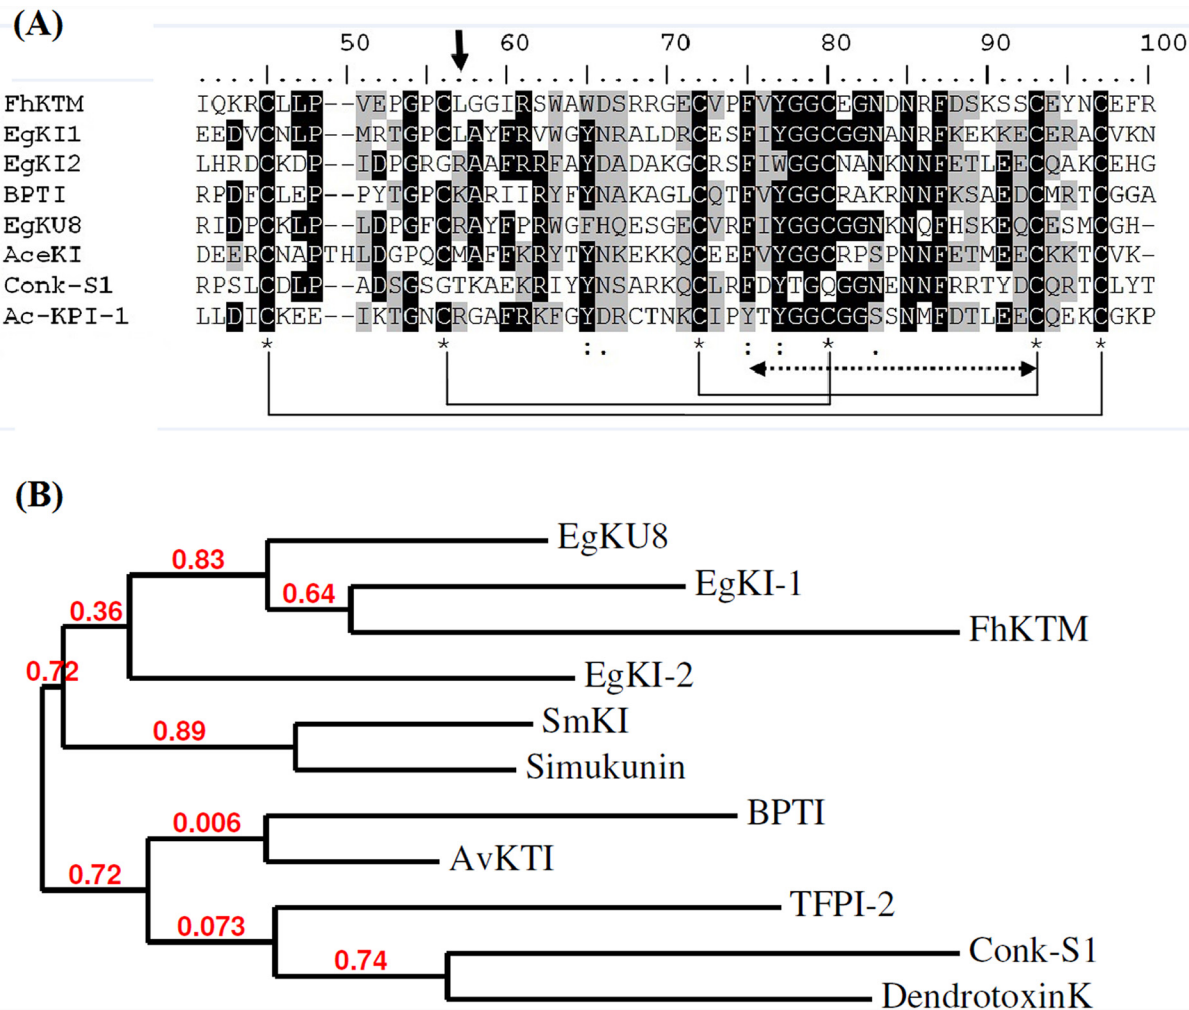 (A)
50 60 70 80 90 100
FhKTM IQKRCLLP--VEPGPCLGGIRSWAWDSRRGECVPFVYGGCEGNDNRFDSKSSCEYNCEFR
EgKI1 EEDVCNLP--MRTGPCLAYFRVWGYNRALDRCESFIYGGCGGNANRFKEKKECERACVKN
EgKI2 LHRDCKDP--IDPGRGRAAFRRFAYDADAKGCRSFIWGGCNANKNNFETLEECQAKCEHG
BPTI RPDFCLEP--PYTGPCKARIIRYFYNAKAGLCQTFVYGGCRAKRNNFKSAEDCMRTCGGA
EgKU8 RIDPCKLP--LDPGFCRAYFPRWGFHQESGECVRFIYGGCGGNKNQFHSKEQCESMCGH-
AceKI DEERCNAPTHLDGPQCMAFFKRYTYNKEKKQCEEFVYGGCRPSPNNFETMEECKKTCVK-
Conk-S1 RPSLCDLP--ADSGSGTKAEKRIYYNSARKQCLRFDYTGQGGNENNFRRTYDCQRTCLYT
Ac-KPI-1 LLDICKEE--IKTGNCRGAFRKFGYDRCTNKCIPYTYGGCGGSSNMFDTLEECQEKCGKP
* * :. * : : * . * *
(B)
EgKU8
0.83
EgKI-1
0.64
0.36
FhKTM
0.72
EgKI-2
SmKI
0.89
Simukunin
BPTI
0.006
AvKTI
0.72
TFPI-2
0.073
Conk-S1
0.74
DendrotoxinK